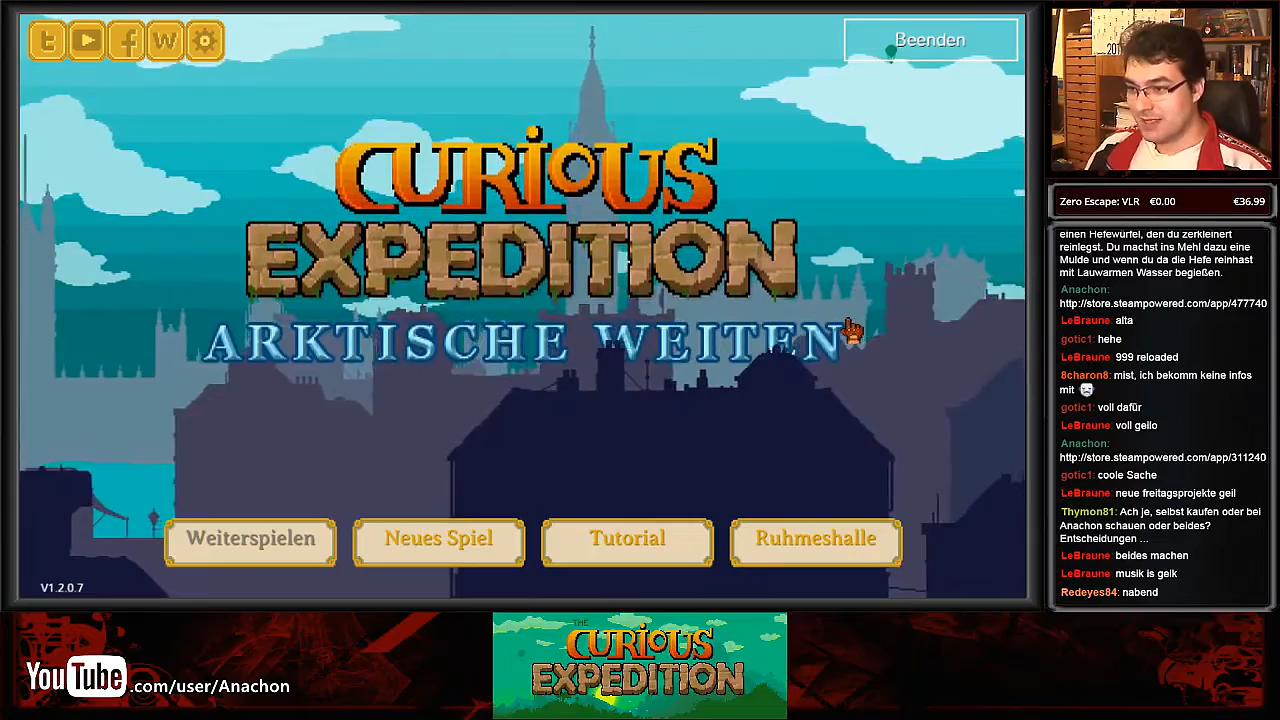 Beenden
CURIOUS
EXPEDITION
ARKTISCHE WEITEN
Weiterspielen
Neues Spiel
Tutorial
Ruhmeshalle
V1.2.0.7
Zero Escape: VLR €0.00 €36.99
einen Hefewürfel, den du zerkleinert
reinlegst. Du machst ins Mehl dazu eine
Mulde und wenn du da die Hefe reinhast
mit Lauwarmen Wasser begießen.
Anachon:
http://store.steampowered.com/app/477740
LeBraune: alta
gotic1: hehe
LeBraune: 999 reloaded
8charon8: mist, ich bekomm keine infos
mit
gotic1: voll dafür
LeBraune: voll geilo
Anachon:
http://store.steampowered.com/app/311240
gotic1: coole Sache
LeBraune: neue freitagsprojekte geil
Thymon81: Ach je, selbst kaufen oder bei
Anachon schauen oder beides?
Entscheidungen ...
LeBraune: beides machen
LeBraune: musik is geik
Redeyes84: nabend
YouTube.com/user/Anachon
THE
CURIOUS
EXPEDITION